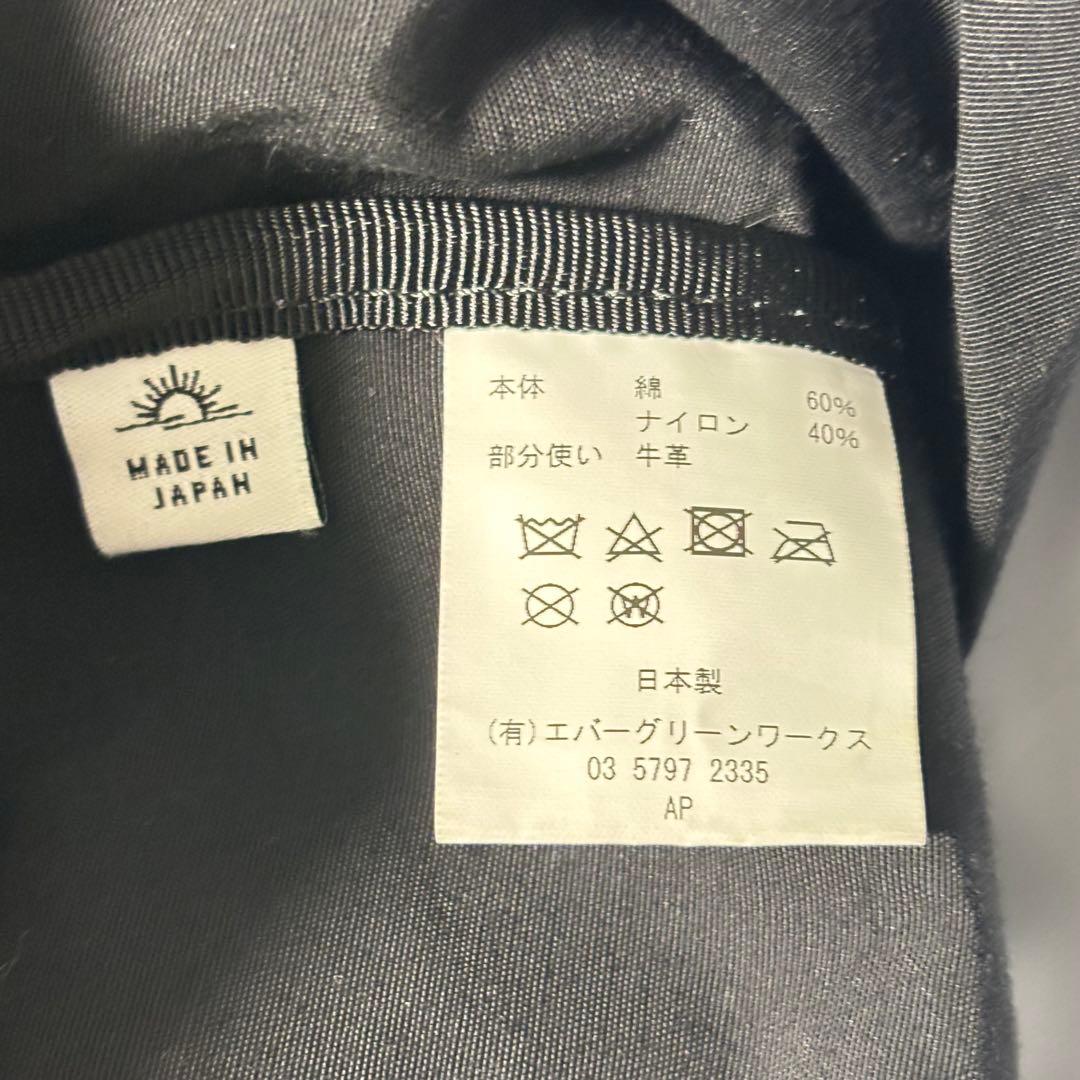 MADE IN
JAPAN
本体 綿 60%
ナイロン 40%
部分使い 牛革
W
日本製
(有)エバーグリーンワークス
03 5797 2335
AP